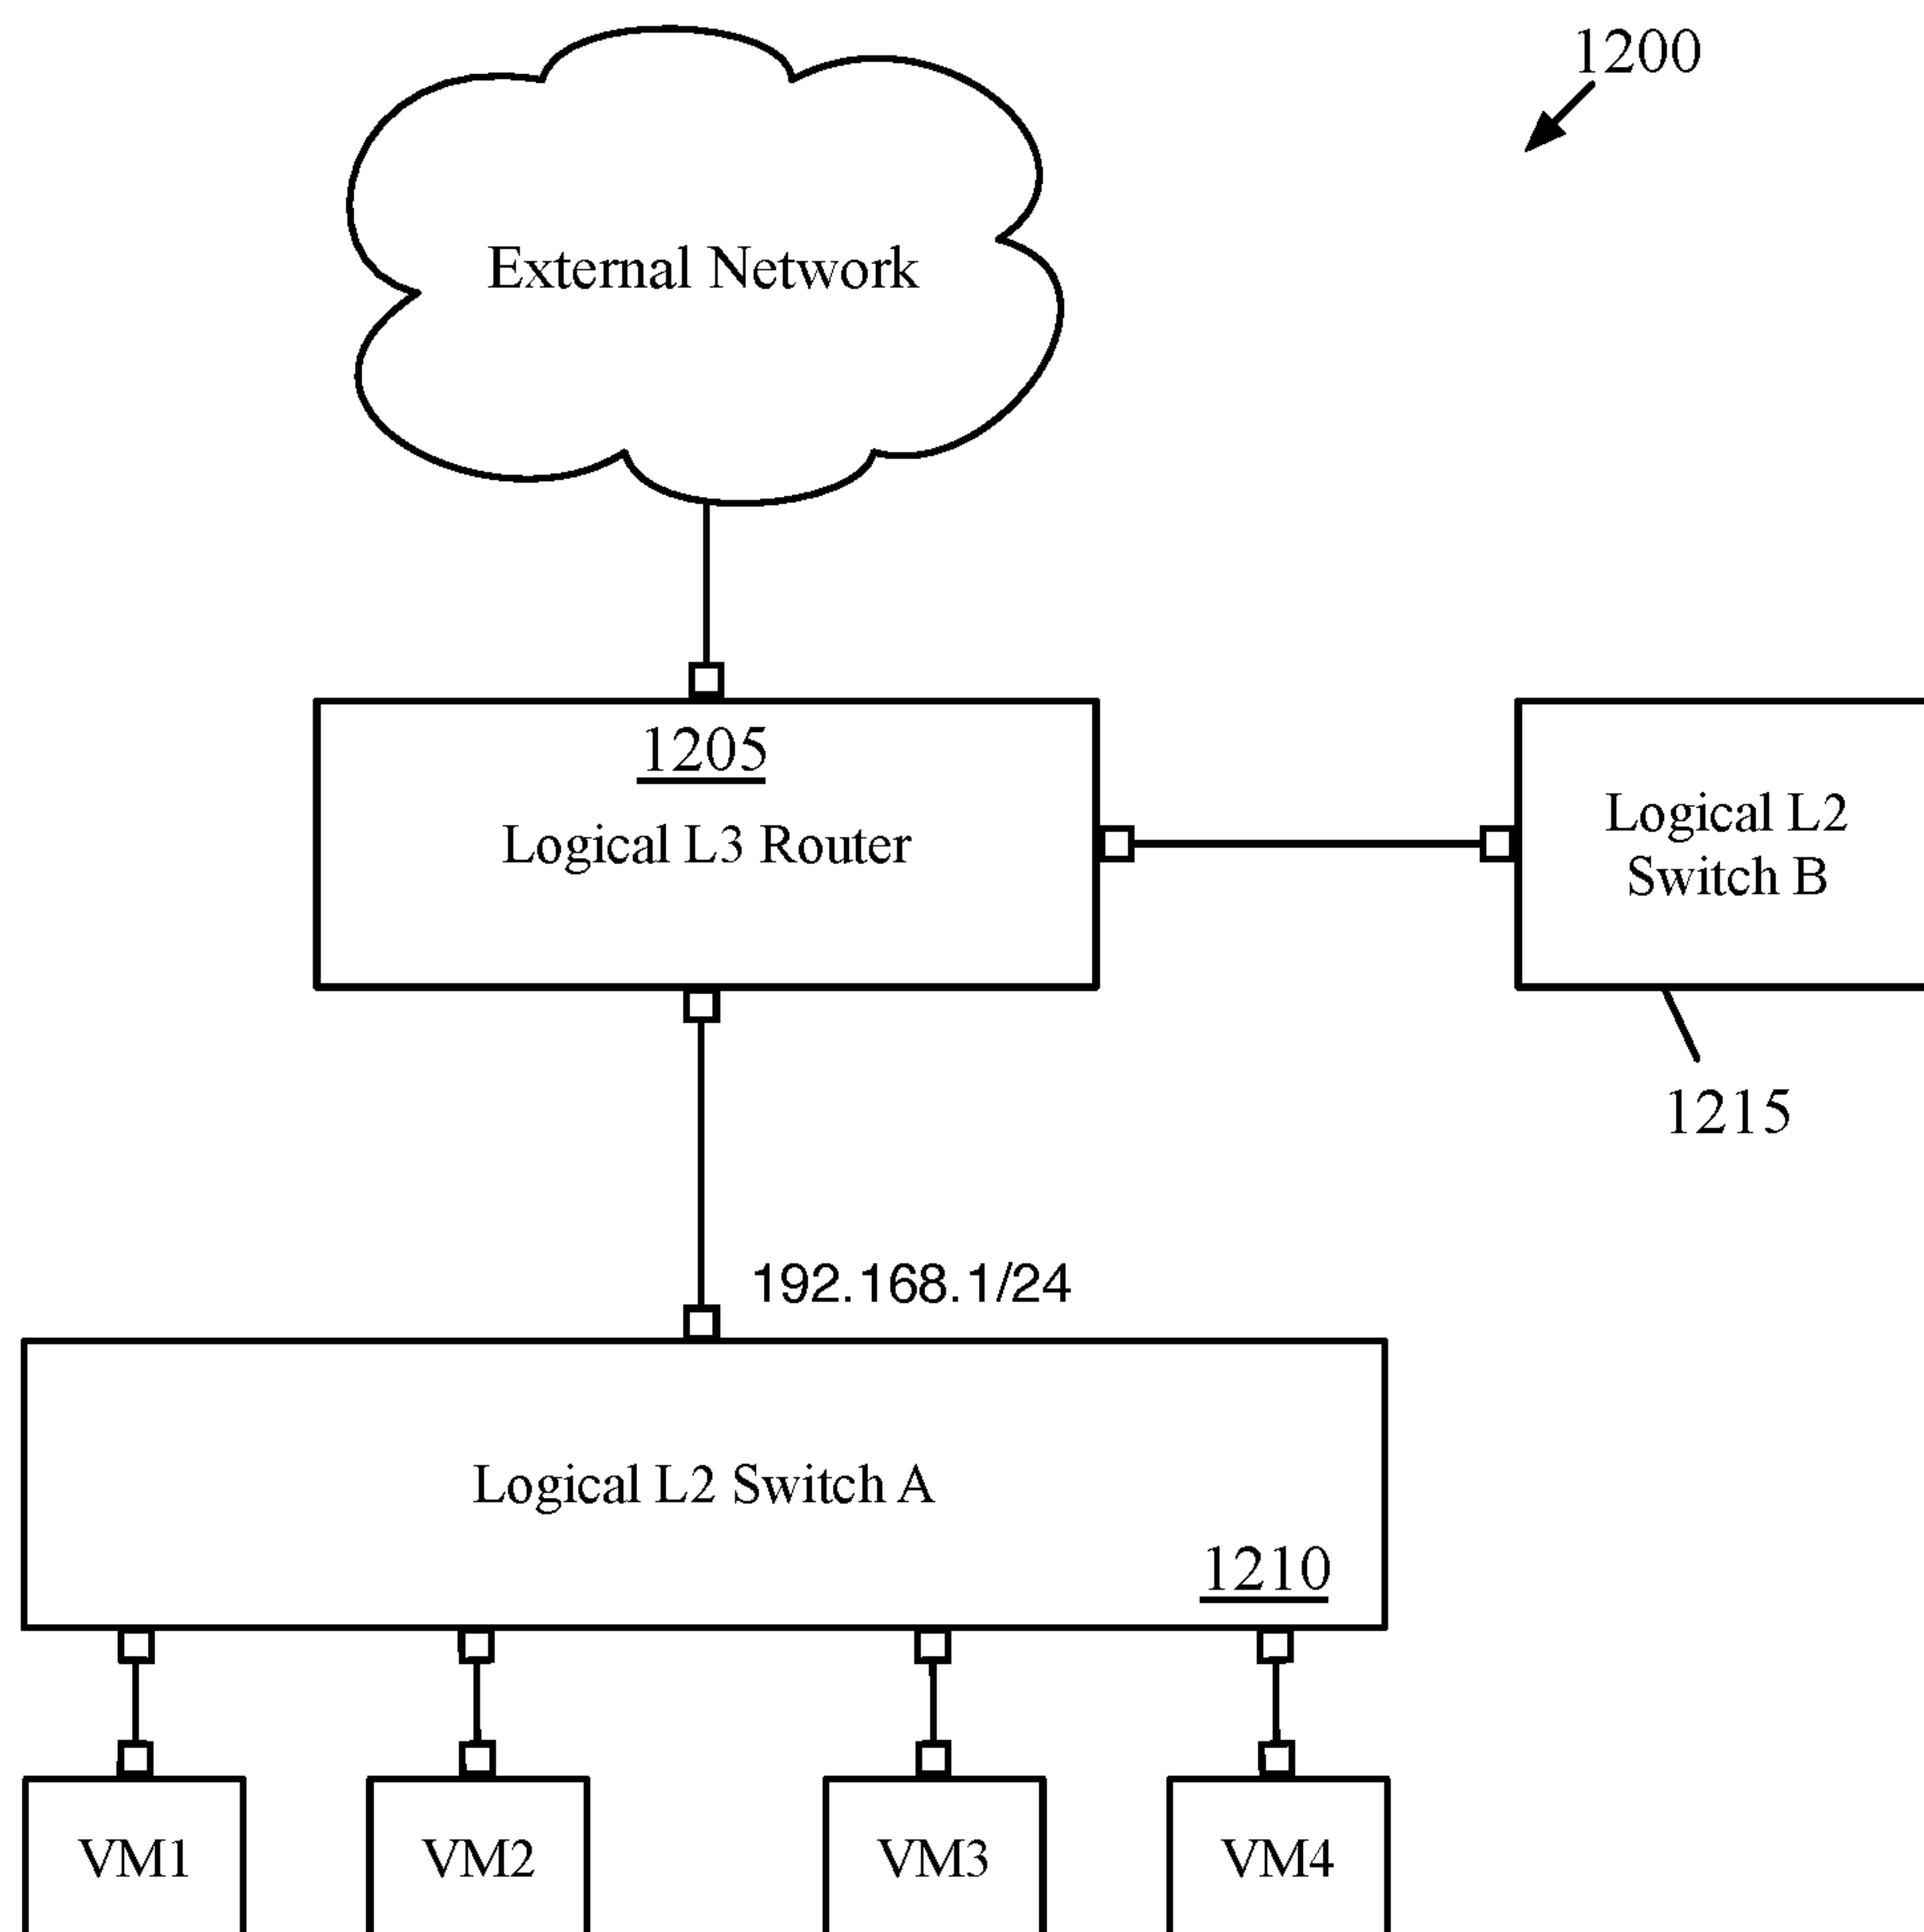 1200
External Network
1205
Logical L3 Router
Logical L2
Switch B
1215
192.168.1/24
Logical L2 Switch A
1210
VM1
VM2
VM3
VM4